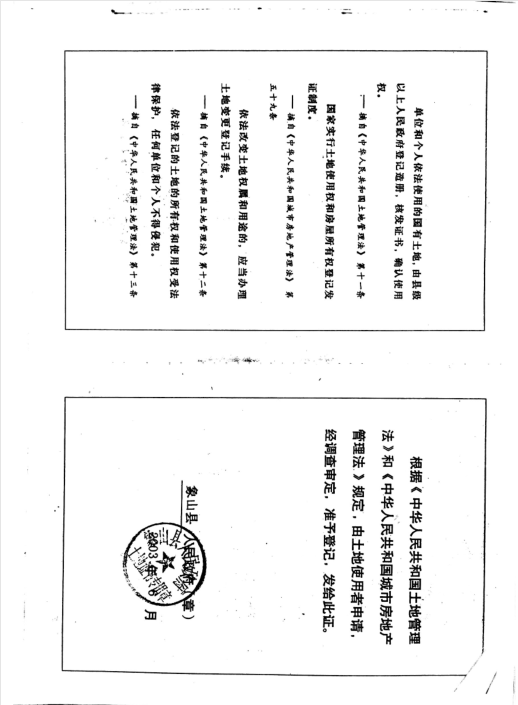 单位和个人依法使用的国有土地，由县级
以上人民政府登记造册，核发证书，确认使用
权。
——摘自《中华人民共和国土地管理法》第十一条
国家实行土地使用权和房屋所有权登记发
证制度。
——摘自《中华人民共和国城市房地产管理法》第
五十九条
依法改变土地权属和用途的，应当办理
土地变更登记手续。
——摘自《中华人民共和国土地管理法》第十二条
依法登记的土地的所有权和使用权受法
律保护，任何单位和个人不得侵犯。
——摘自《中华人民共和国土地管理法》第十三条
根据《中华人民共和国土地管理
法》和《中华人民共和国城市房地产
管理法》规定，由土地使用者申请，
经调查审定，准予登记，发给此证。
象山县人民政府（章）
2003年 月